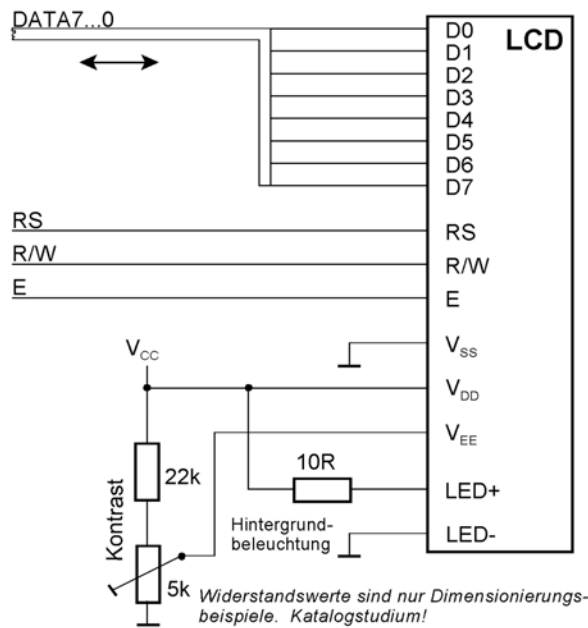 DATA7...0
LCD
D0
D1
D2
D3
D4
D5
D6
D7
RS
RS
R/W
R/W
E
E
VSS
VCC
VDD
VEE
22k
10R
LED+
Kontrast
Hintergrund-
beleuchtung
LED-
5k
Widerstandswerte sind nur Dimensionierungs-
beispiele. Katalogstudium!